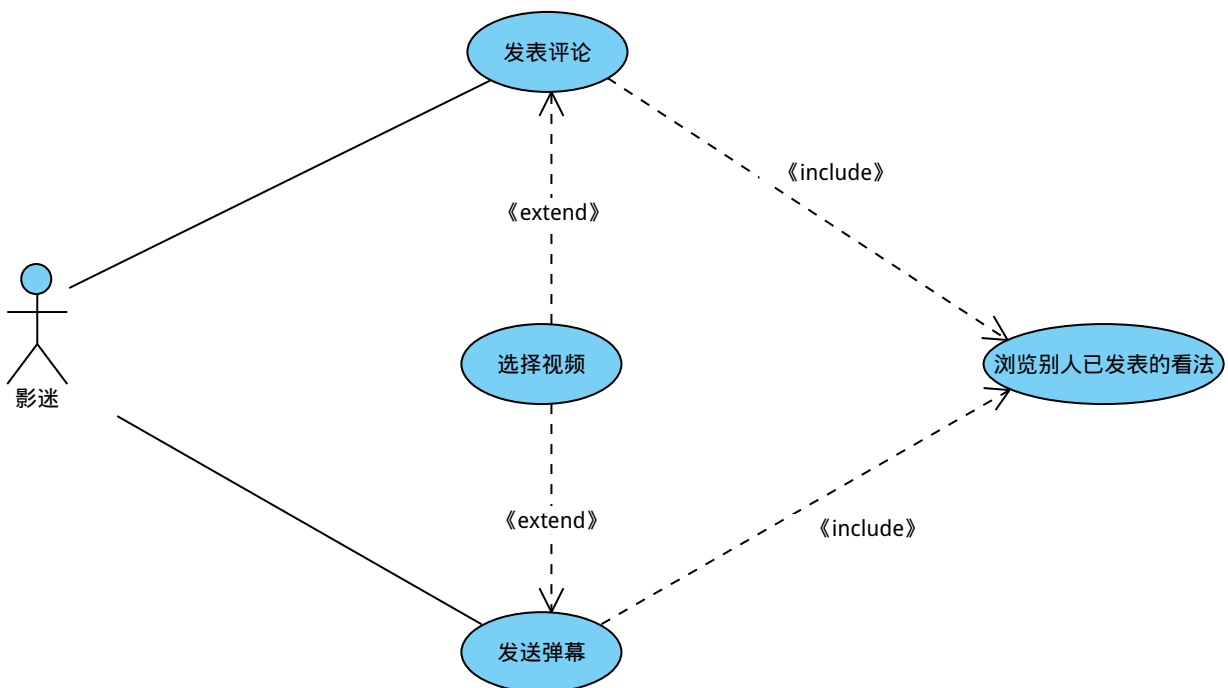 发表评论
《include》
《extend》
影迷
选择视频
浏览别人已发表的看法
《extend》
《include》
发送弹幕